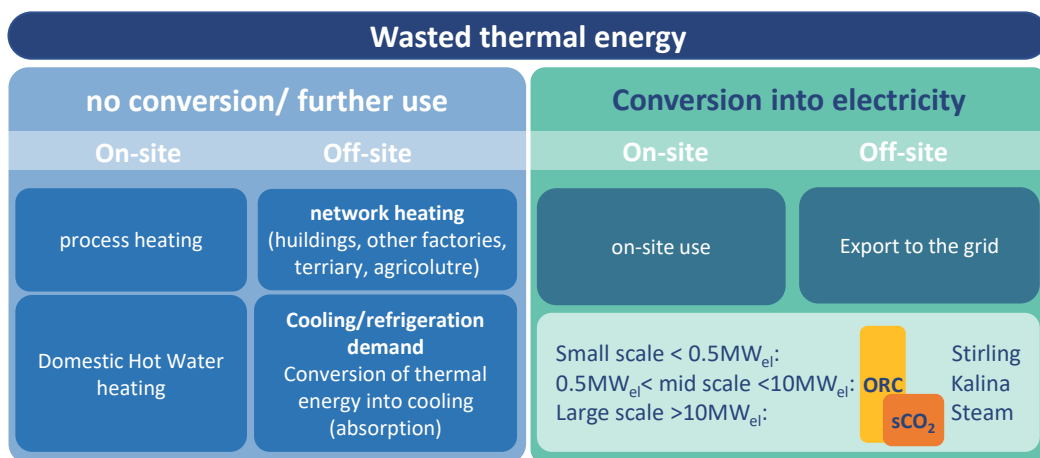 Wasted thermal energy
no conversion/ further use
On-site
Off-site
process heating
network heating
(huildings, other factories,
terriary, agricolutre)
Domestic Hot Water
heating
Cooling/refrigeration
demand
Conversion of thermal
energy into cooling
(absorption)
Conversion into electricity
On-site
Off-site
on-site use
Export to the grid
Small scale < 0.5MWel:
Stirling
0.5MWel< mid scale <10MWel:
ORC
Kalina
Large scale >10MWel:
sCO2
Steam